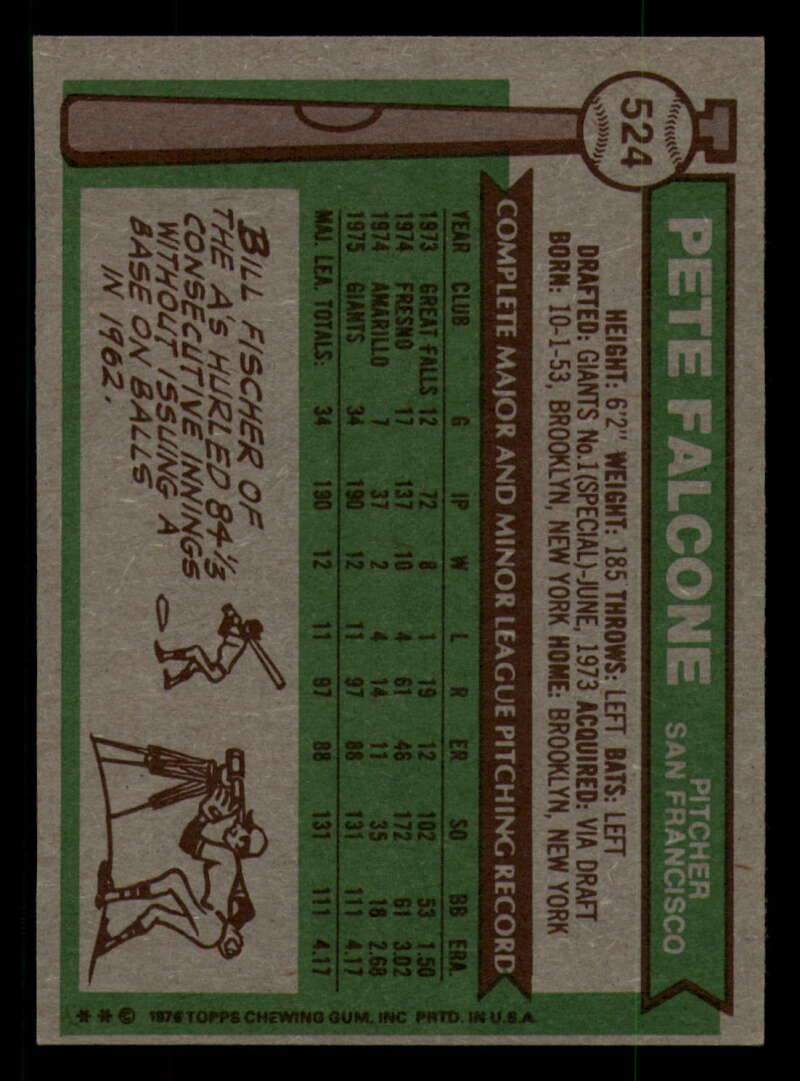 524
PETE FALCONE
PITCHER
SAN FRANCISCO
HEIGHT: 6'2" WEIGHT: 185 THROWS: LEFT BATS: LEFT
DRAFTED: GIANTS No.1(SPECIAL)-JUNE, 1973 ACQUIRED: VIA DRAFT
BORN: 10-1-53, BROOKLYN, NEW YORK HOME: BROOKLYN, NEW YORK
COMPLETE MAJOR AND MINOR LEAGUE PITCHING RECORD
YEAR CLUB G IP W L R ER SO BB ERA
1973 GREAT FALLS 12 72 8 1 19 12 102 53 1.50
1974 FRESNO 17 137 10 4 61 46 172 61 3.02
1974 AMARILLO 7 37 2 4 14 11 35 18 2.68
1975 GIANTS 34 190 12 11 97 88 131 111 4.17
MAJ. LEA. TOTALS: 34 190 12 11 97 88 131 111 4.17
BILL FISCHER OF
THE A'S HURLED 84⅓
CONSECUTIVE INNINGS
WITHOUT ISSUING A
BASE ON BALLS
IN 1962.
* * © 1976 TOPPS CHEWING GUM, INC PRTD. IN U.S.A.